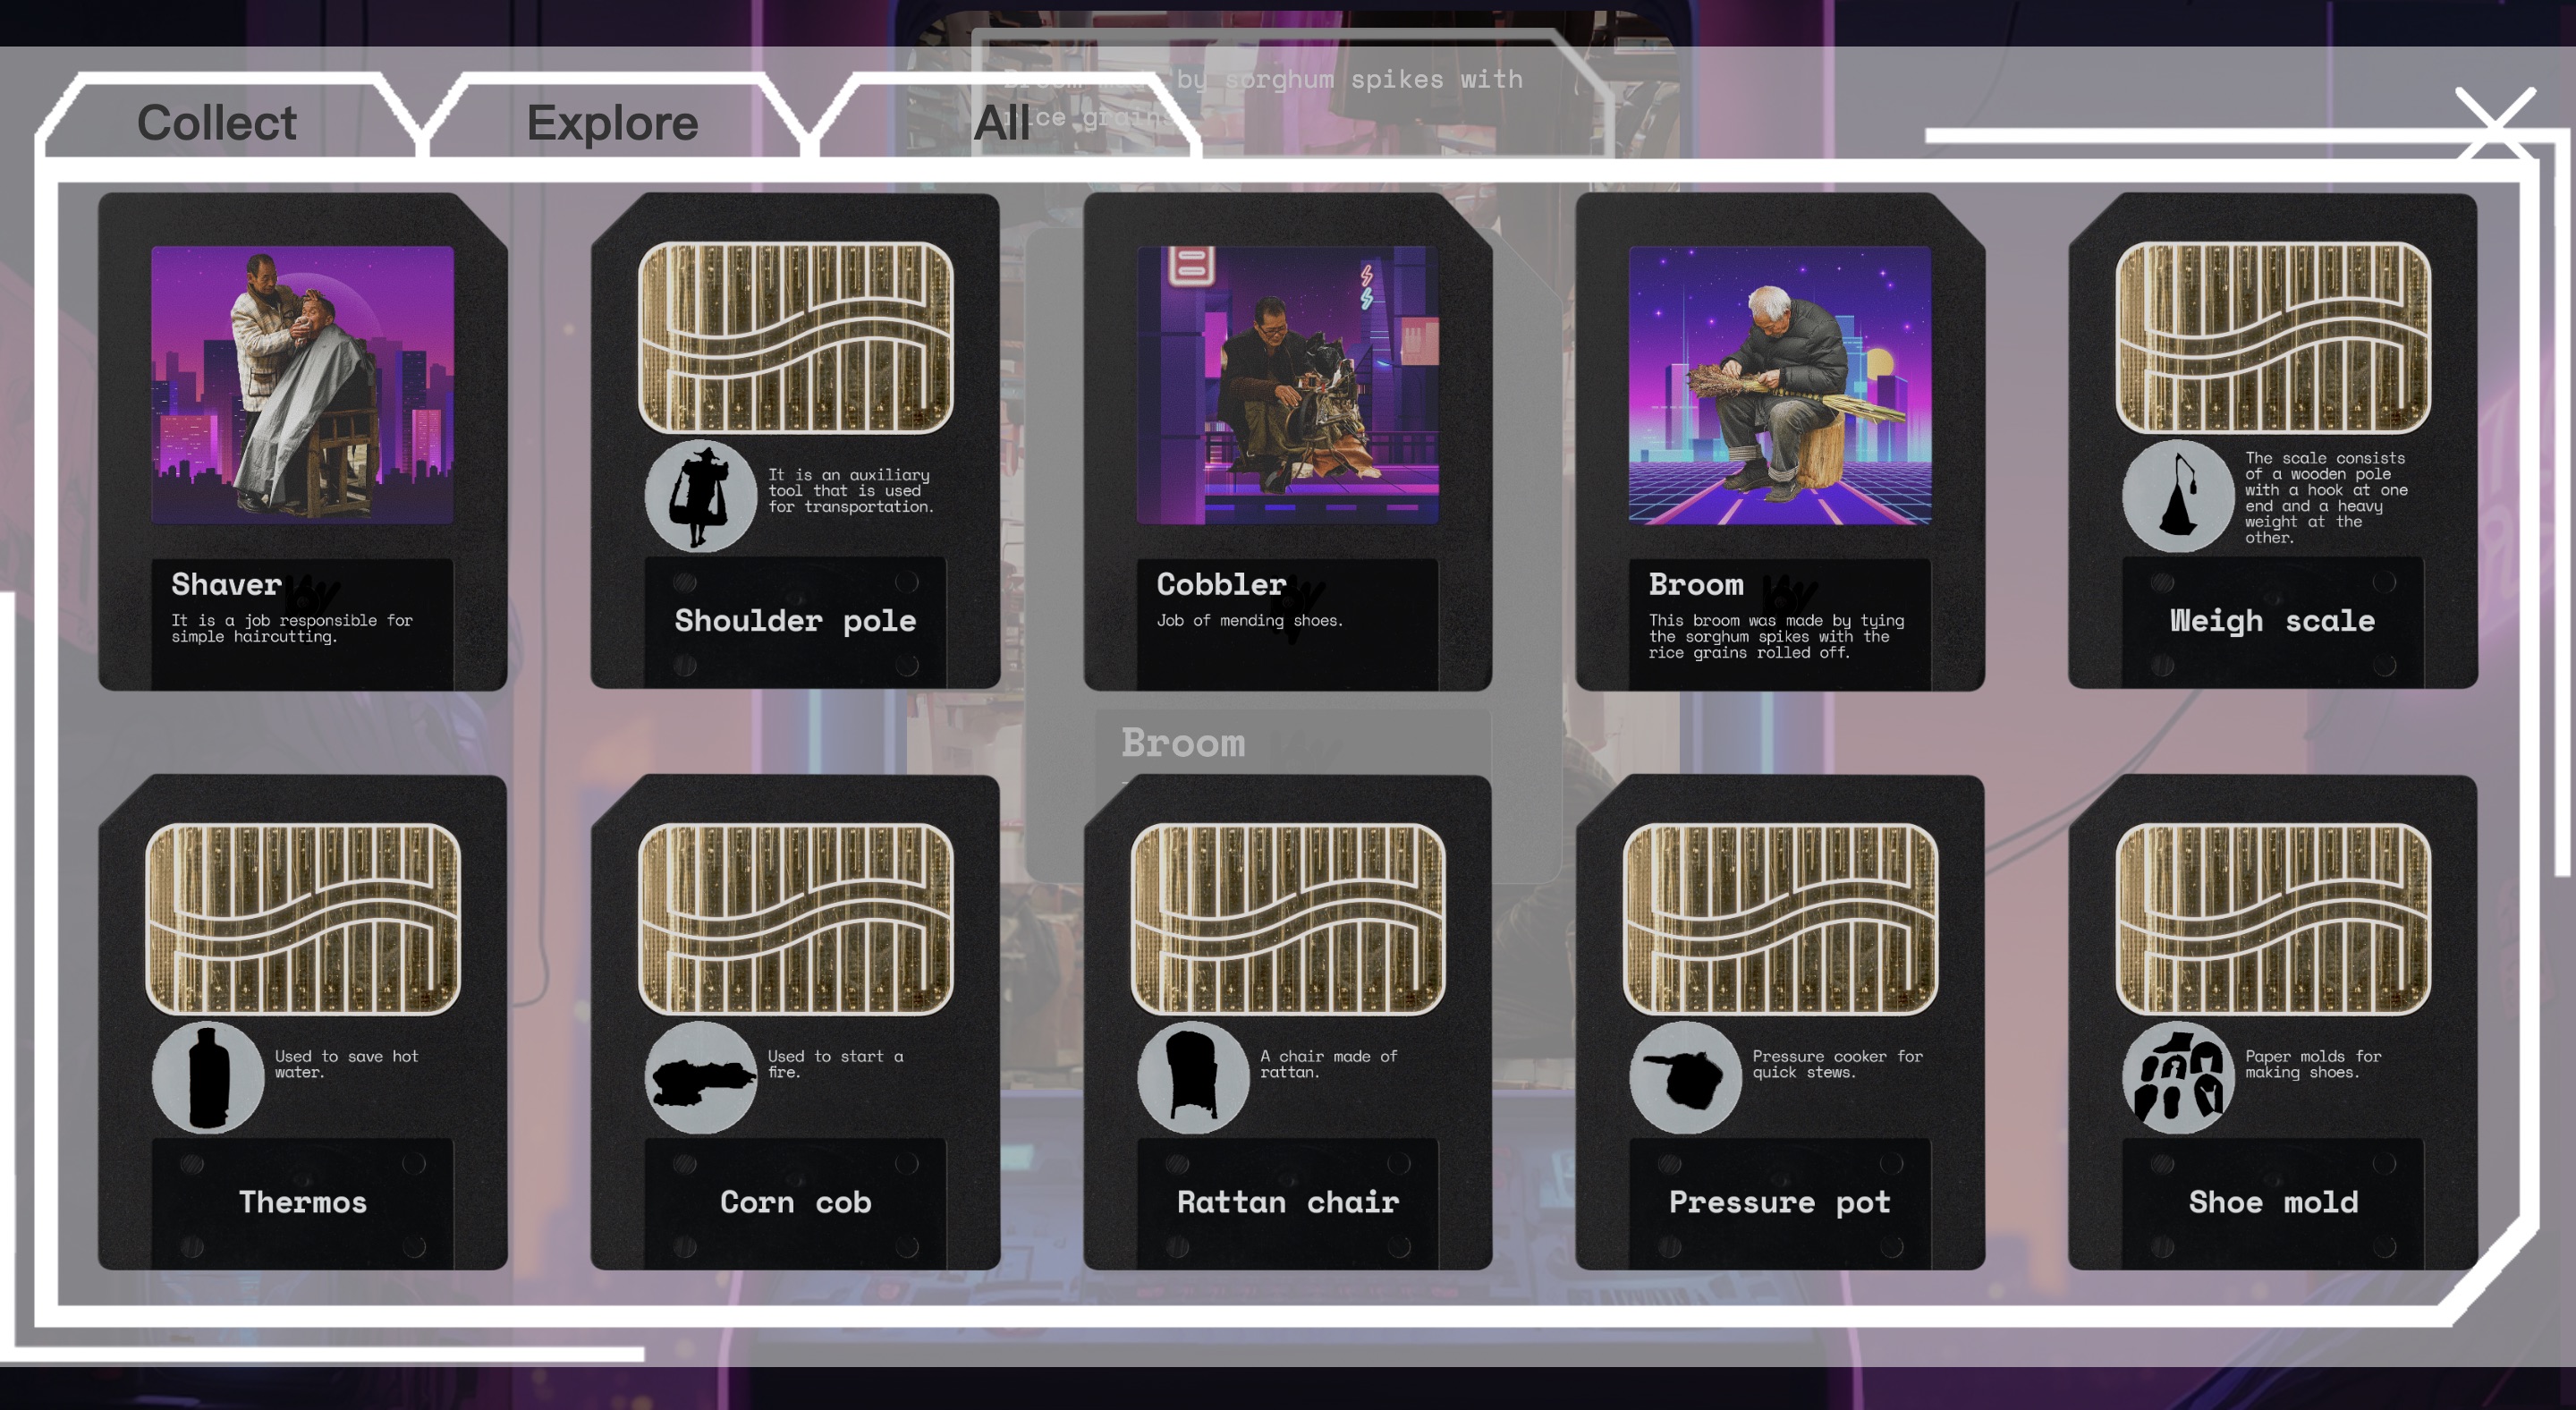 Broom made by sorghum spikes with
rice grains
Collect
Explore
All
Shaver
It is a job responsible for
simple haircutting.
It is an auxiliary
tool that is used
for transportation.
Shoulder pole
Cobbler
Job of mending shoes.
Broom
This broom was made by tying
the sorghum spikes with the
rice grains rolled off.
The scale consists
of a wooden pole
with a hook at one
end and a heavy
weight at the
other.
Weigh scale
Broom
Used to save hot
water.
Thermos
Used to start a
fire.
Corn cob
A chair made of
rattan.
Rattan chair
Pressure cooker for
quick stews.
Pressure pot
Paper molds for
making shoes.
Shoe mold